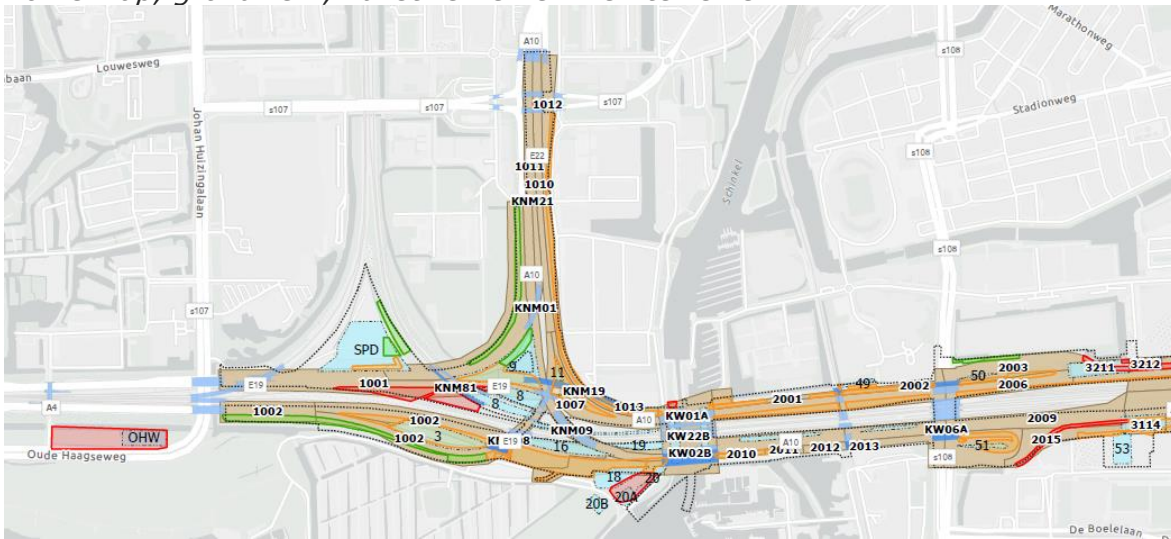 A10
Marathonweg
s108
Louwesweg
baan
s107
s107
1012
s107
Stadionweg
Johan Huizingalaan
E22
1011
1010
s108
Schinkel
KNM21
s108
A10
KNM01
s107
SPD
9
11
49
50
2003
3211
3212
E19
1001
KNM81
E19
KNM19
2002
2006
8
8
1007
1013
2001
A4
1002
1002
KW01A
A10
2009
OHW
1002
3
E19
KNM09
KW22B
KW06A
3114
16
19
KW02B
2010
2011
A10
2012
2013
51
2015
53
Oude Haagseweg
s108
18
20
20A
20B
De Boelelaan